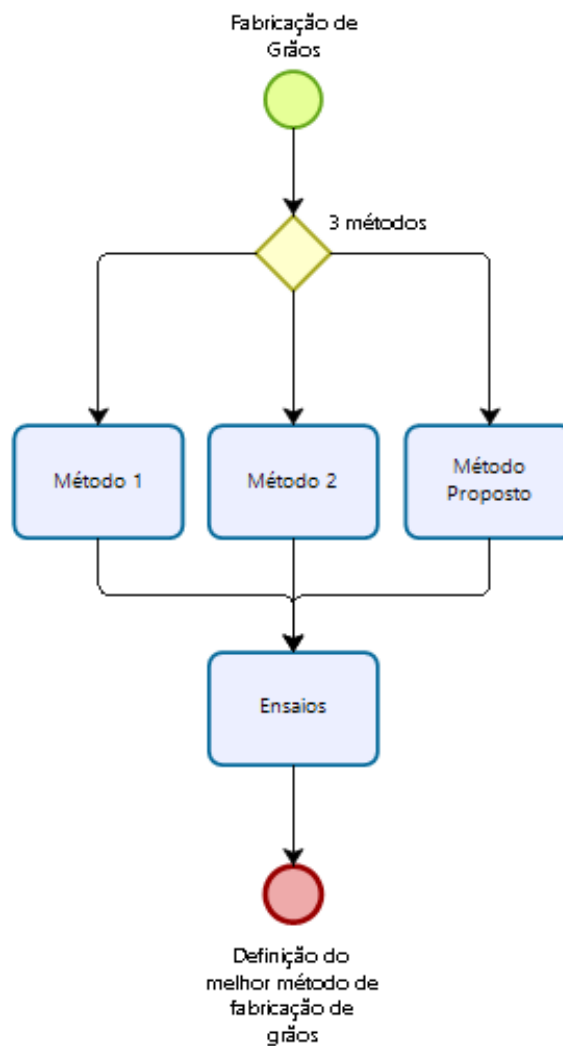 Fabricação de
Grãos
3 métodos
Método 1
Método 2
Método
Proposto
Ensaios
Definição do
melhor método de
fabricação de
grãos